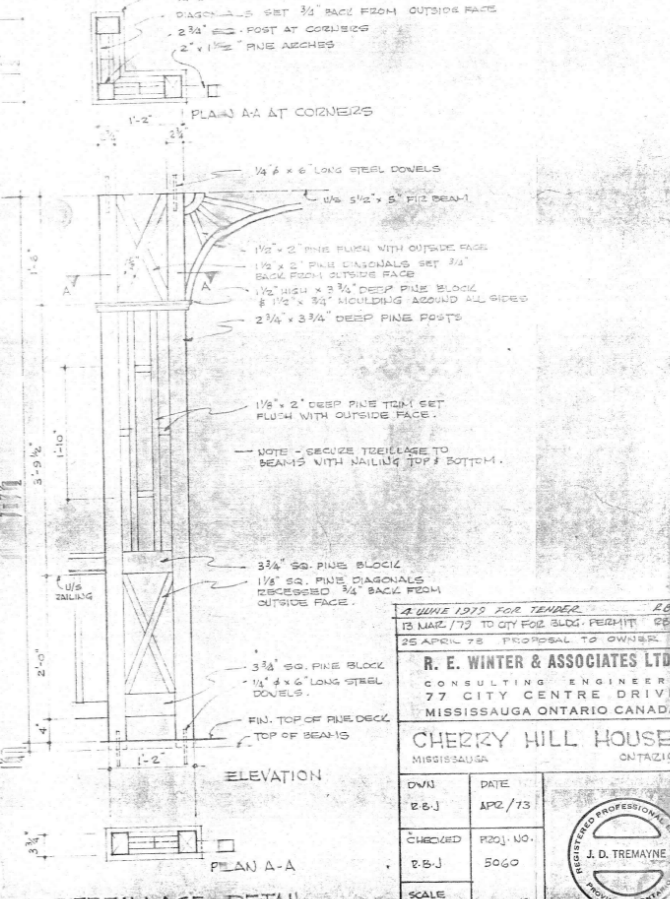 SET 3/4" BACK FROM OUTSIDE FACE
2 3/4" SQ. POST AT CORNERS
PINE ARCHES
1'-2"
PLAN A-A AT CORNERS
1/4" ϕ x 6" LONG STEEL DOWELS
U/S 5 1/2" x 5" FIR BEAM
1 1/2" x 2" PINE FLUSH WITH OUTSIDE FACE
1 1/2" x 2" PINE DIAGONALS SET 3/4"
BACK FROM OUTSIDE FACE
A A
1 1/2" HIGH x 3 3/4" DEEP PINE BLOCK
& 1 1/2" x 3/4" MOULDING AROUND ALL SIDES
2 3/4" x 3 3/4" DEEP PINE POSTS
1 1/8" x 2" DEEP PINE TRIM SET
FLUSH WITH OUTSIDE FACE.
1'-10"
3'-9 1/2"
NOTE - SECURE TREILLAGE TO
BEAMS WITH NAILING TOP & BOTTOM.
3 3/4" SQ. PINE BLOCK
1 1/8" SQ. PINE DIAGONALS
RECESSED 3/4" BACK FROM
OUTSIDE FACE.
U/S
RAILING
2'-0"
3 3/4" SQ. PINE BLOCK
1/4" ϕ x 6" LONG STEEL
DOWELS.
4"
FIN. TOP OF PINE DECK
TOP OF BEAMS
1'-2"
ELEVATION
3 3/4"
PLAN A-A
TREILLAGE DETAIL
4 JUNE 1979 FOR TENDER
13 MAR/79 TO CITY FOR BLDG. PERMIT
25 APRIL 78 PROPOSAL TO OWNER
R. E. WINTER & ASSOCIATES LTD
CONSULTING ENGINEER
77 CITY CENTRE DRIV
MISSISSAUGA ONTARIO CANAD
CHERRY HILL HOUSE
MISSISSAUGA ONTARIO
DWN DATE
R.B.J APR/73
CHECKED PROJ. NO.
R.B.J 5060
SCALE
REGISTERED PROFESSIONAL
J. D. TREMAYNE